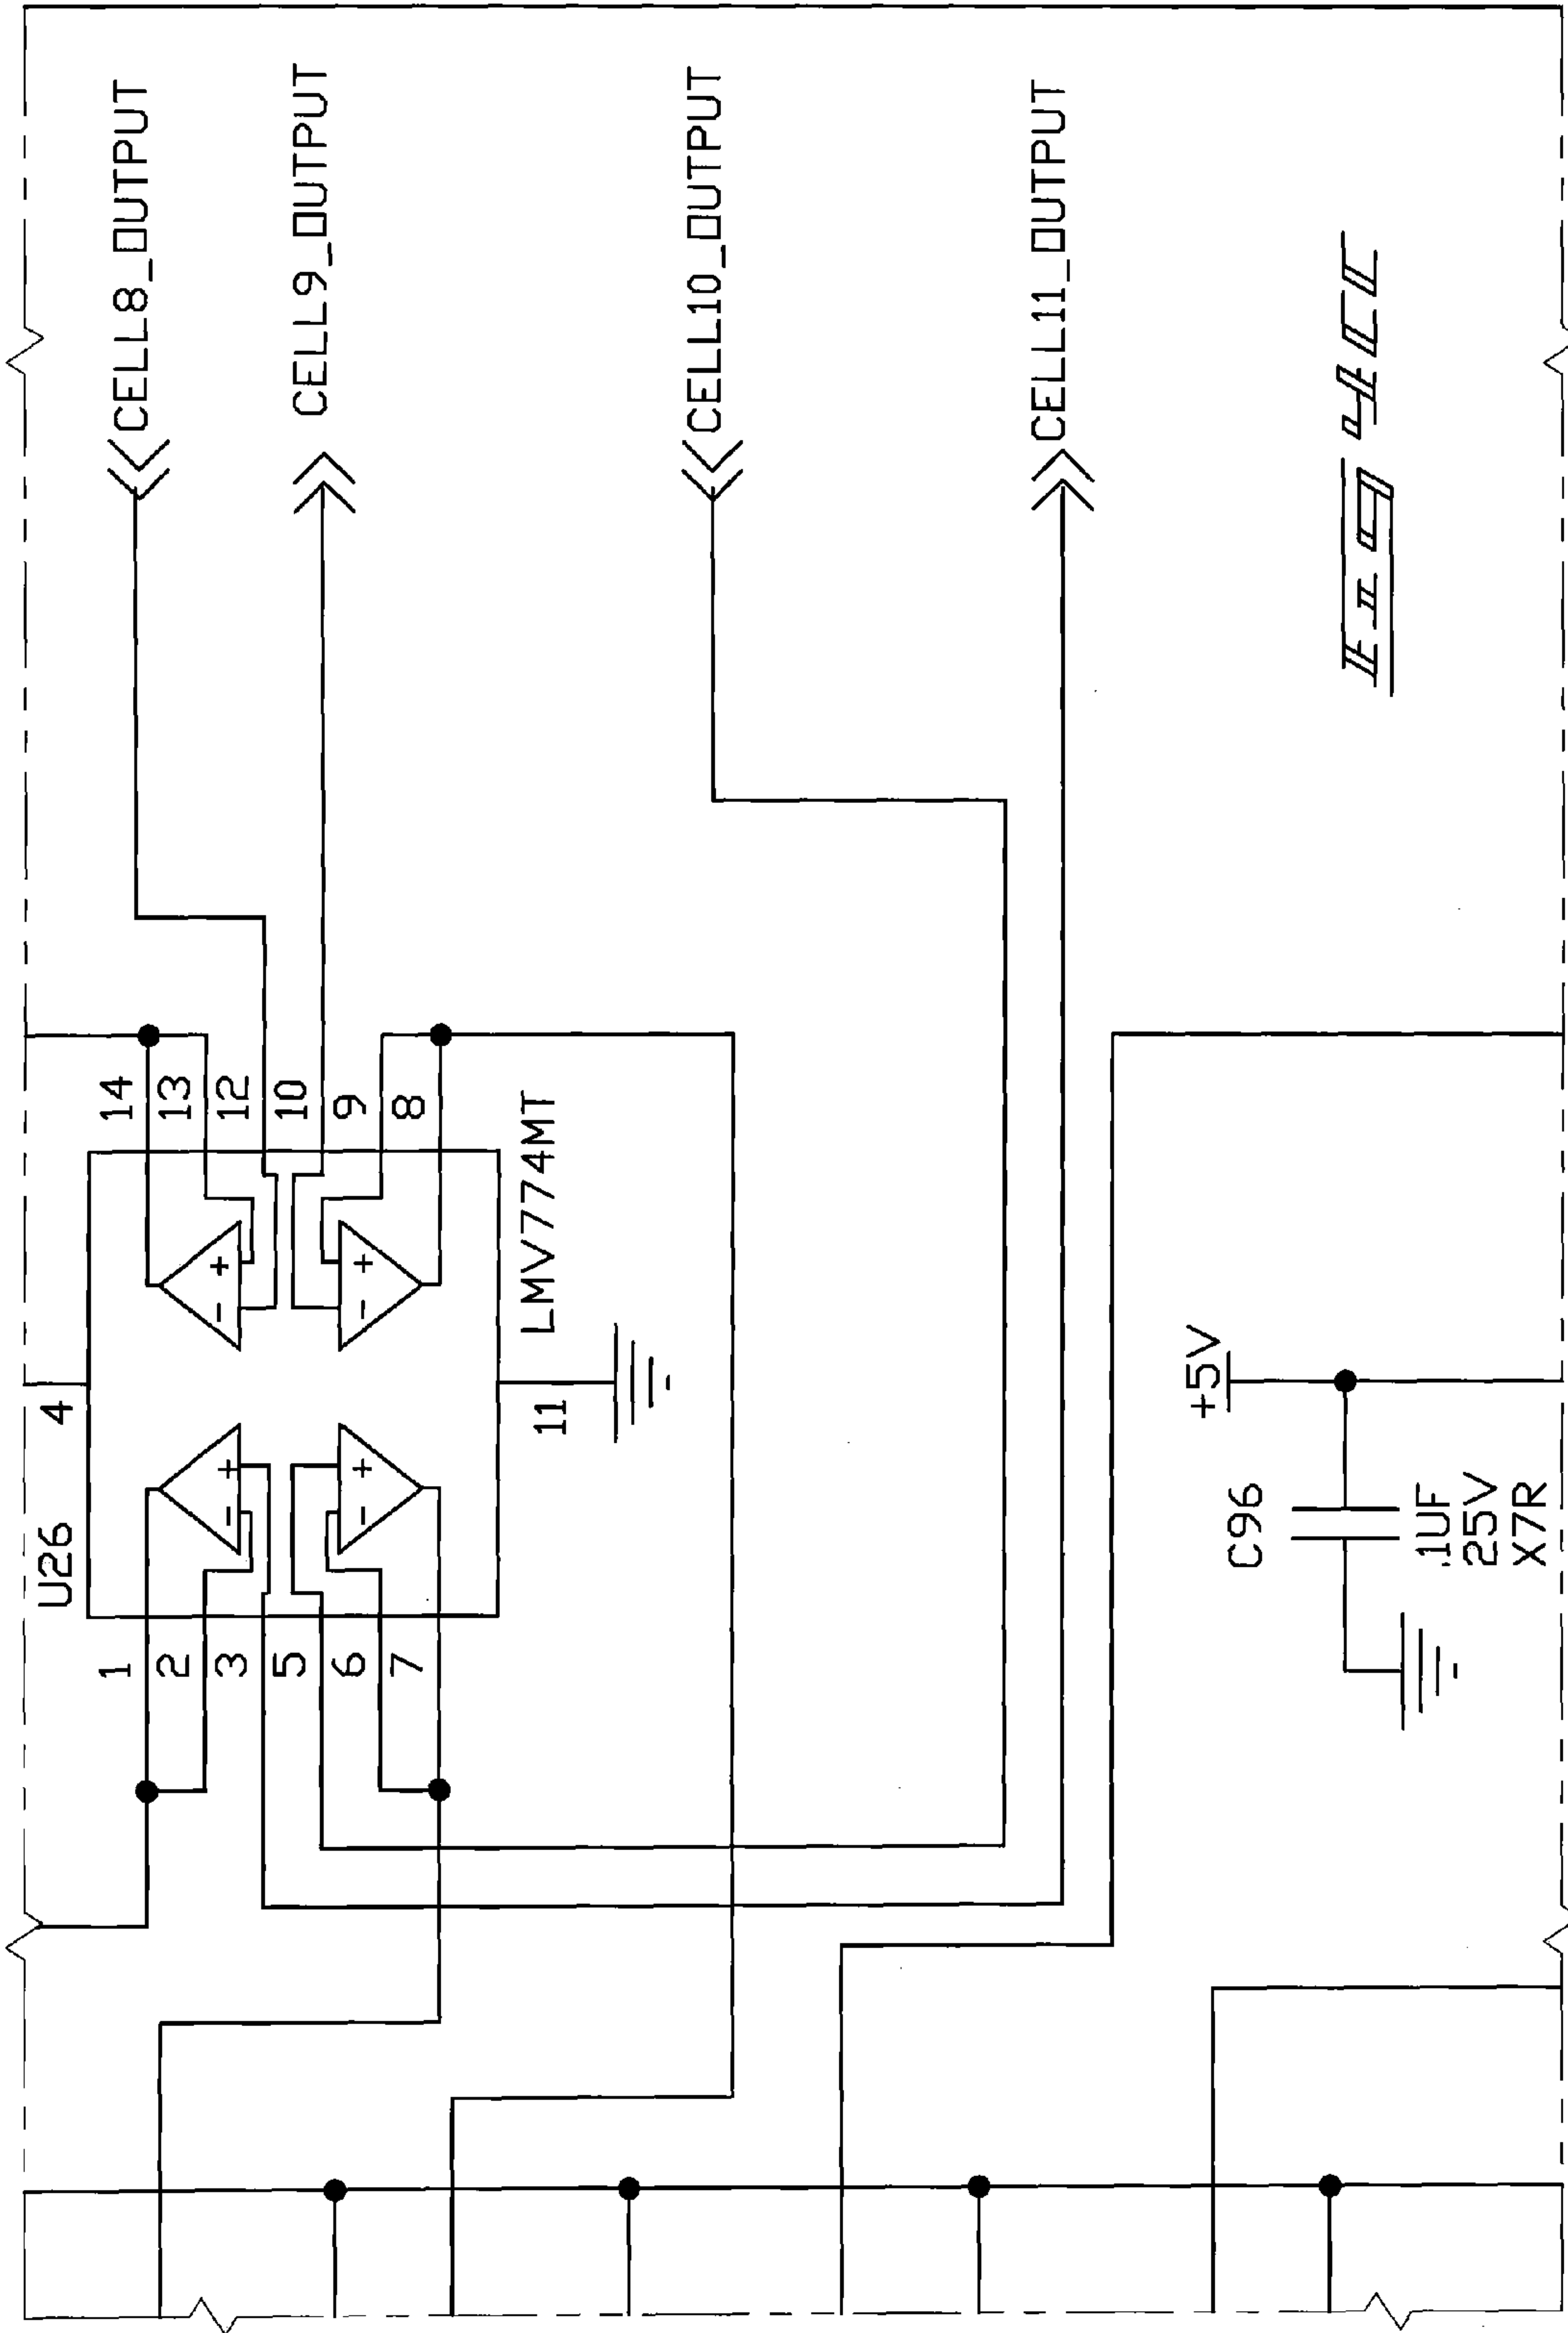 CELL8_OUTPUT
CELL9_OUTPUT
CELL10_OUTPUT
CELL11_OUTPUT
U26
4
1
2
3
5
6
7
14
13
12
10
9
8
11
LMV774MT
+
-
+
-
+
-
+
-
+5V
C96
.1UF
25V
X7R